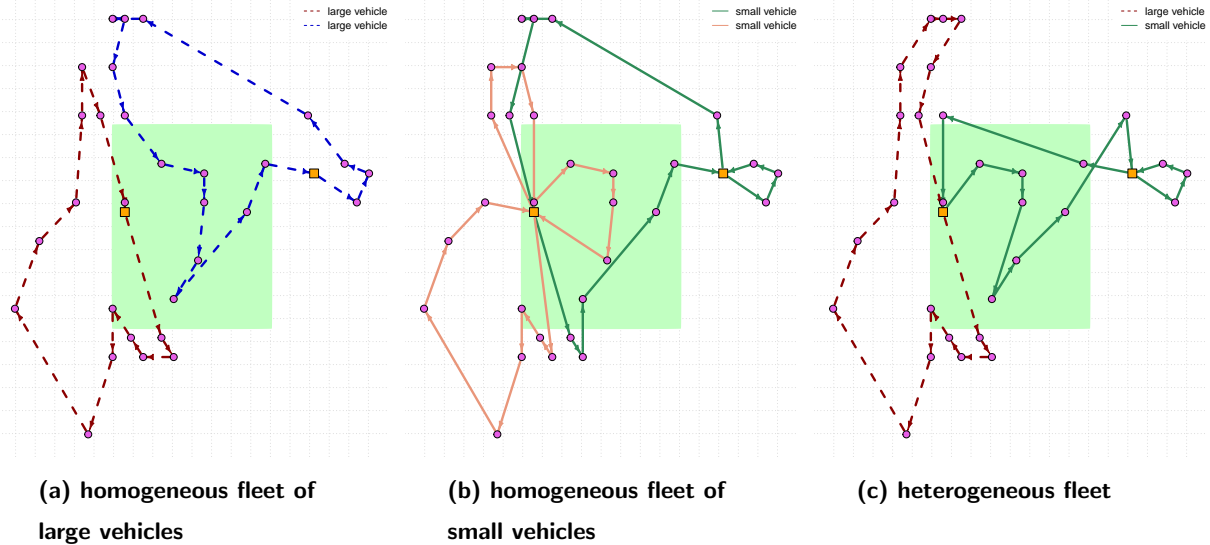 large vehicle
large vehicle
small vehicle
small vehicle
large vehicle
small vehicle
(a) homogeneous fleet of
large vehicles
(b) homogeneous fleet of
small vehicles
(c) heterogeneous fleet